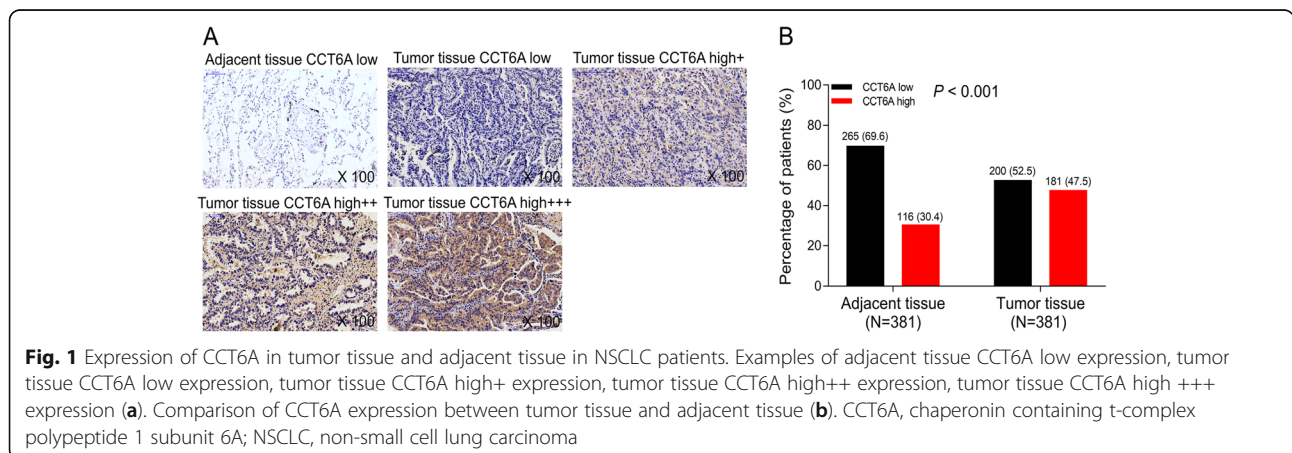 A
Adjacent tissue CCT6A low
Tumor tissue CCT6A low
Tumor tissue CCT6A high+
X 100
X 100
X 100
Tumor tissue CCT6A high++
Tumor tissue CCT6A high+++
X 100
X 100
B
Percentage of patients (%)
100
80
60
40
20
0
CCT6A low
CCT6A high
P < 0.001
265 (69.6)
116 (30.4)
200 (52.5)
181 (47.5)
Adjacent tissue
(N=381)
Tumor tissue
(N=381)
Fig. 1 Expression of CCT6A in tumor tissue and adjacent tissue in NSCLC patients. Examples of adjacent tissue CCT6A low expression, tumor
tissue CCT6A low expression, tumor tissue CCT6A high+ expression, tumor tissue CCT6A high++ expression, tumor tissue CCT6A high +++
expression (a). Comparison of CCT6A expression between tumor tissue and adjacent tissue (b). CCT6A, chaperonin containing t-complex
polypeptide 1 subunit 6A; NSCLC, non-small cell lung carcinoma